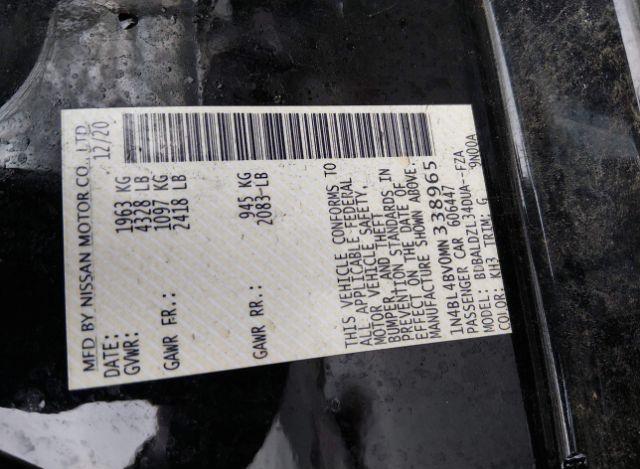 MFD BY NISSAN MOTOR CO., LTD
DATE: 12/20
GVWR: 1963 KG
4328 LB
GAWR FR.: 1097 KG
2418 LB
GAWR RR.: 945 KG
2083 LB
THIS VEHICLE CONFORMS TO
ALL APPLICABLE FEDERAL
MOTOR VEHICLE SAFETY,
BUMPER, AND THEFT
PREVENTION STANDARDS IN
EFFECT ON THE DATE OF
MANUFACTURE SHOWN ABOVE.
1N4BL4BV0MN338965
PASSENGER CAR 606447
MODEL: BDBALDZL34DUA- FZA
COLOR: KH3 TRIM: G 9N00A